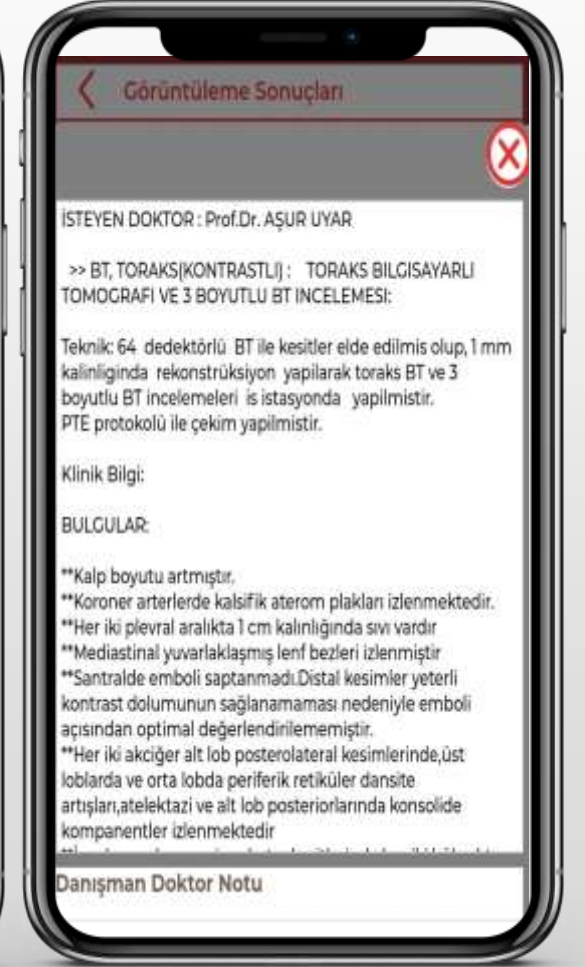 Görüntüleme Sonuçları
İSTEYEN DOKTOR : Prof.Dr. AŞUR UYAR
>> BT, TORAKS(KONTRASTLI) : TORAKS BILGISAYARLI
TOMOGRAFI VE 3 BOYUTLU BT INCELEMESI:
Teknik: 64 dedektörlü BT ile kesitler elde edilmis olup, 1 mm
kalinliginda rekonstrüksiyon yapilarak toraks BT ve 3
boyutlu BT incelemeleri is istasyonda yapilmistir.
PTE protokolü ile çekim yapilmistir.
Klinik Bilgi:
BULGULAR:
**Kalp boyutu artmıştır.
**Koroner arterlerde kalsifik aterom plakları izlenmektedir.
**Her iki plevral aralıkta 1 cm kalınlığında sıvı vardır
**Mediastinal yuvarlaklaşmış lenf bezleri izlenmiştir
**Santralde emboli saptanmadı.Distal kesimler yeterli
kontrast dolumunun sağlanamaması nedeniyle emboli
açısından optimal değerlendirilememiştir.
**Her iki akciğer alt lob posterolateral kesimlerinde,üst
loblarda ve orta lobda periferik retiküler dansite
artışları,atelektazi ve alt lob posteriorlarında konsolide
kompanentler izlenmektedir
Danışman Doktor Notu